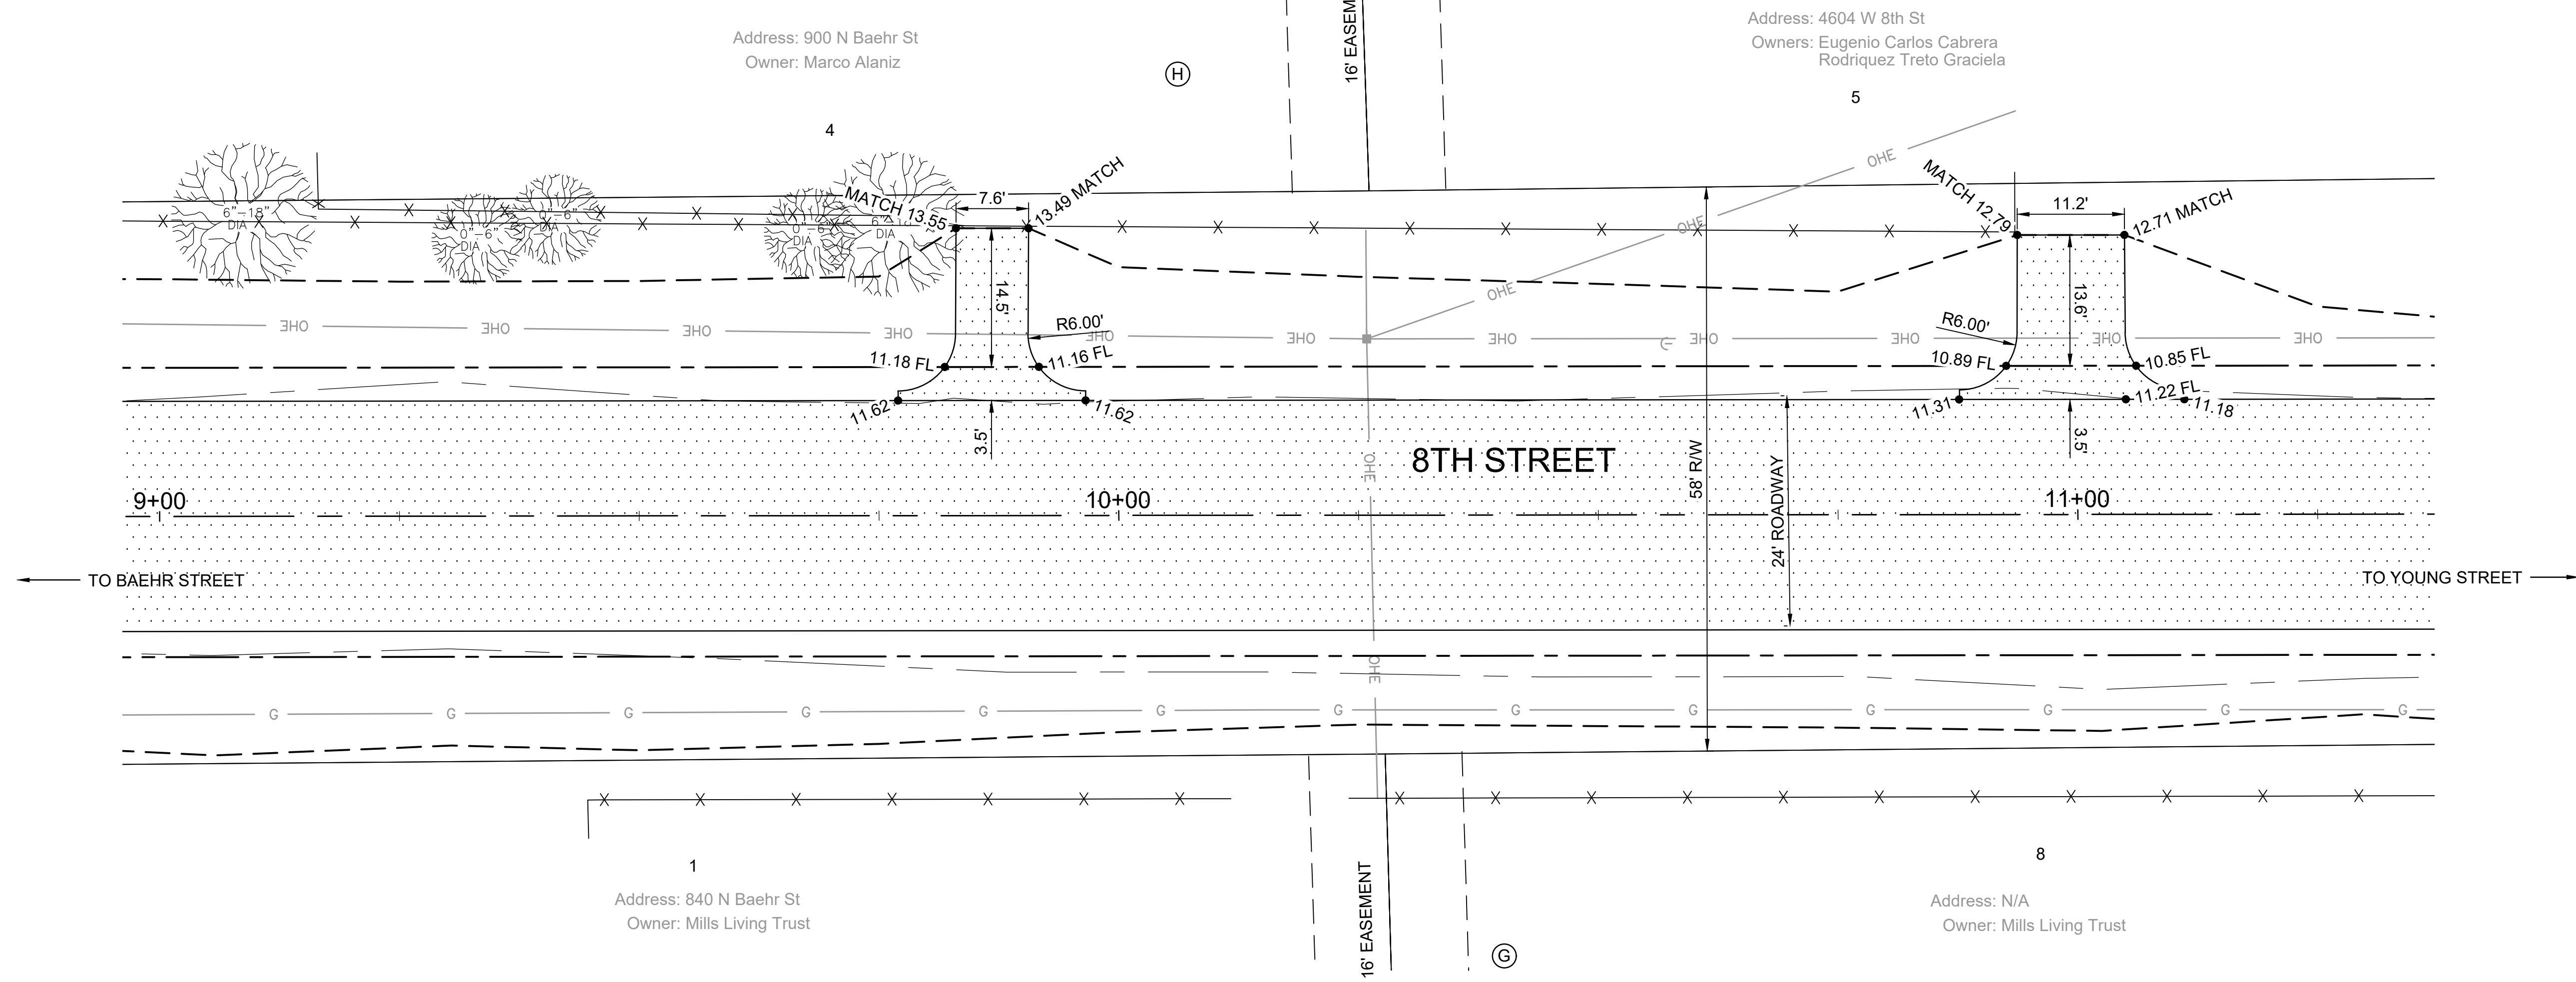 Address: 900 N Baehr St
Owner: Marco Alaniz
H
16' EASEM
Address: 4604 W 8th St
Owners: Eugenio Carlos Cabrera
Rodriquez Treto Graciela
4
5
6"-18"
DIA
0"-6"
DIA
0"-6"
DIA
0"-6"
DIA
DIA
MATCH 13.55
7.6'
13.49 MATCH
MATCH 12.79
11.2'
12.71 MATCH
OHE
OHE
OHE
14.5'
13.6'
OHE
OHE
OHE
OHE
OHE
OHE
OHE
OHE
OHE
OHE
OHE
R6.00'
R6.00'
11.18 FL
11.16 FL
10.89 FL
10.85 FL
11.62
11.62
11.31
11.22 FL
11.18
3.5'
3.5'
OHE
8TH STREET
58' R/W
24' ROADWAY
9+00
10+00
11+00
TO BAEHR STREET
TO YOUNG STREET
OHE
G
G
G
G
G
G
G
G
G
G
G
G
G
1
8
Address: 840 N Baehr St
Owner: Mills Living Trust
16' EASEMENT
G
Address: N/A
Owner: Mills Living Trust